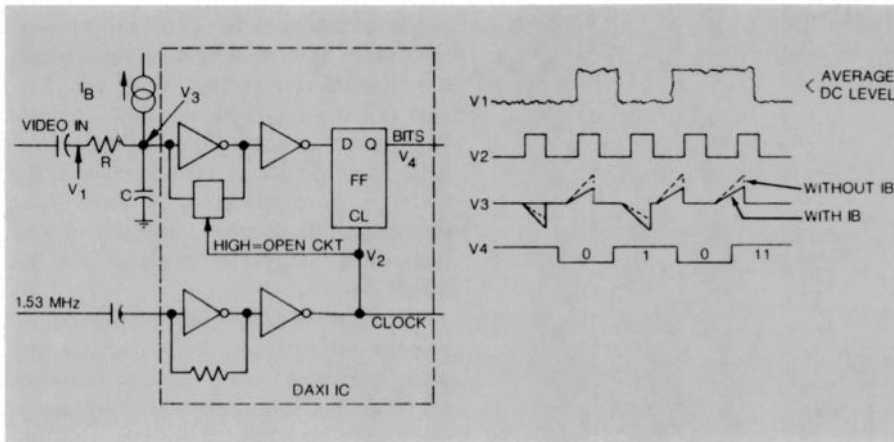 I_B
V_3
VIDEO IN
R
V_1
C
D Q
FF
CL
BITS
V_4
HIGH=OPEN CKT
V_2
1.53 MHz
CLOCK
DAXI IC
V1
AVERAGE
DC LEVEL
V2
V3
WITHOUT IB
WITH IB
V4
0 1 0 11